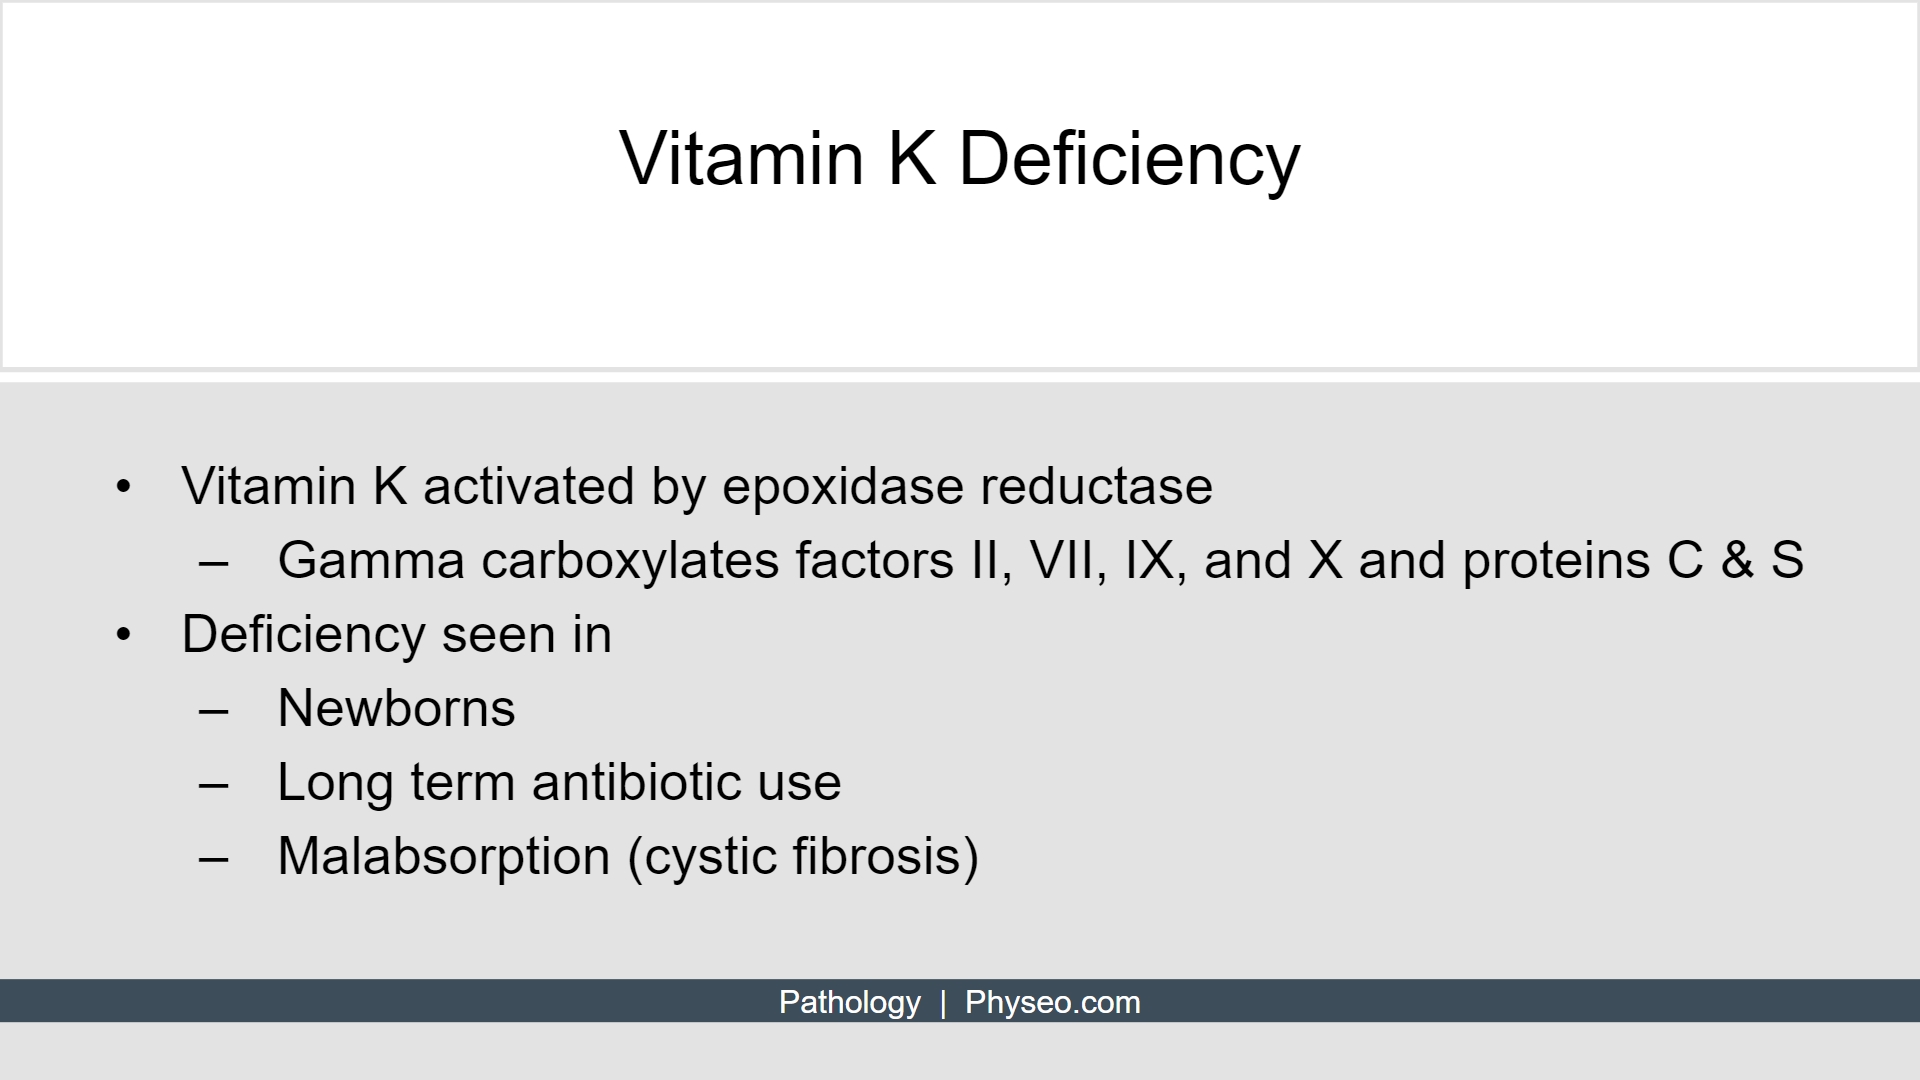 Vitamin K Deficiency
• Vitamin K activated by epoxidase reductase
– Gamma carboxylates factors II, VII, IX, and X and proteins C & S
• Deficiency seen in
– Newborns
– Long term antibiotic use
– Malabsorption (cystic fibrosis)
Pathology | Physeo.com